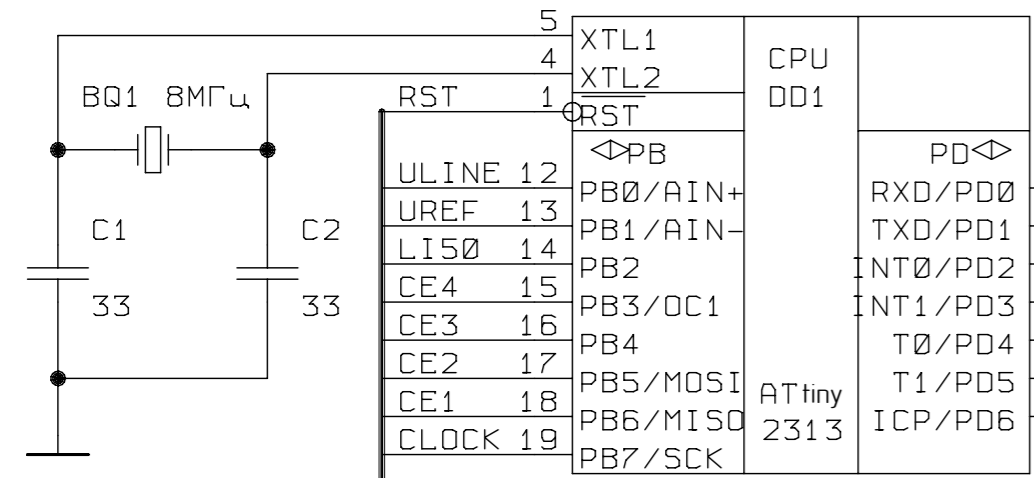 5 XTL1 CPU
4 XTL2 DD1
BQ1 8МГц
RST 1 RST
◁▷PB PD◁▷
ULINE 12 PB0/AIN+ RXD/PD0
UREF 13 PB1/AIN- TXD/PD1
C1 C2
LI50 14 PB2 INT0/PD2
CE4 15 PB3/OC1 INT1/PD3
33 33
CE3 16 PB4 T0/PD4
CE2 17 PB5/MOSI ATtiny T1/PD5
CE1 18 PB6/MISO 2313 ICP/PD6
CLOCK 19 PB7/SCK